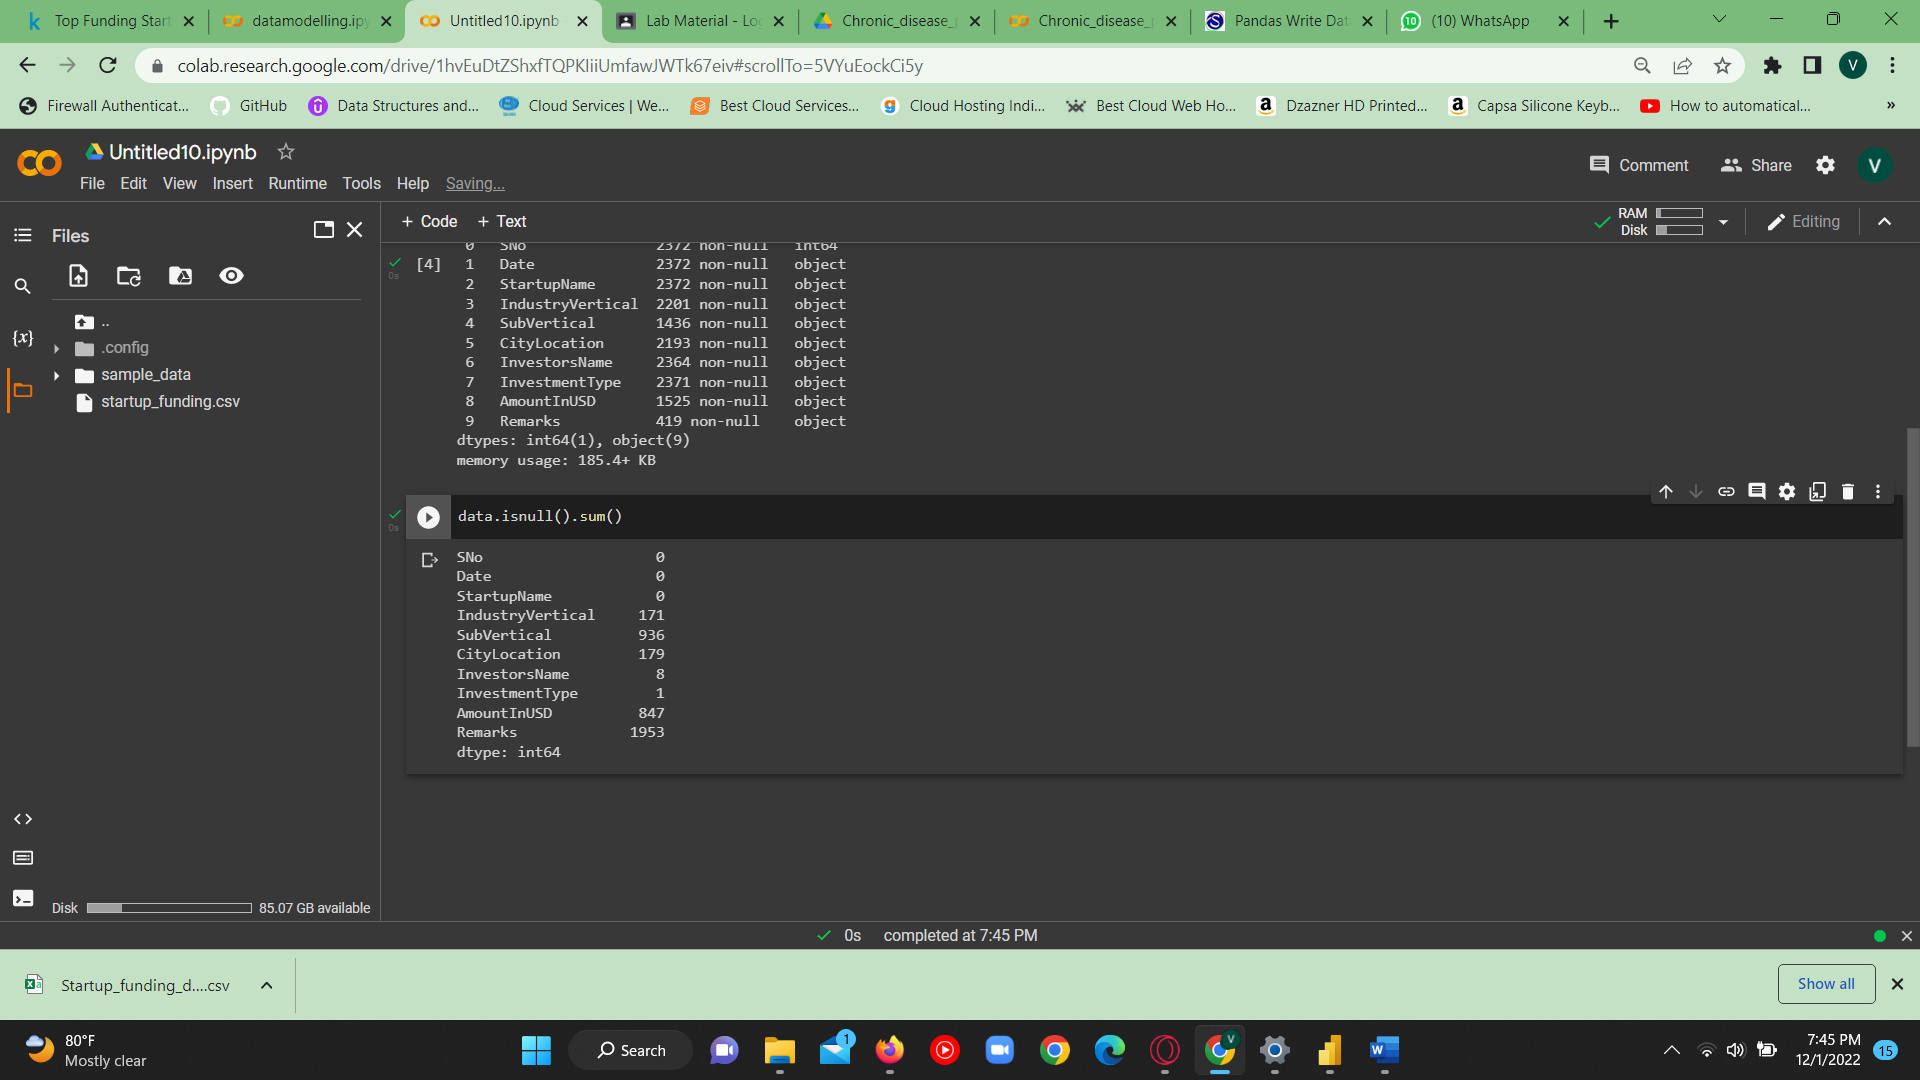 Top Funding Start
datamodelling.ipy
Untitled10.ipynb
Lab Material - Lo
Chronic_disease_
Chronic_disease_
Pandas Write Dat
(10) WhatsApp
colab.research.google.com/drive/1hvEuDtZShxfTQPKliiUmfawJWTk67eiv#scrollTo=5VYuEockCi5y
V
Firewall Authenticat...
GitHub
Data Structures and...
Cloud Services | We...
Best Cloud Services...
Cloud Hosting Indi...
Best Cloud Web Ho...
Dzazner HD Printed...
Capsa Silicone Keyb...
How to automatical...
»
Untitled10.ipynb
File Edit View Insert Runtime Tools Help Saving...
Comment
Share
V
Files
+ Code + Text
RAM
Disk
Editing
..
.config
sample_data
startup_funding.csv
Disk
85.07 GB available
[4]
0s
0 SNo 2372 non-null int64
1 Date 2372 non-null object
2 StartupName 2372 non-null object
3 IndustryVertical 2201 non-null object
4 SubVertical 1436 non-null object
5 CityLocation 2193 non-null object
6 InvestorsName 2364 non-null object
7 InvestmentType 2371 non-null object
8 AmountInUSD 1525 non-null object
9 Remarks 419 non-null object
dtypes: int64(1), object(9)
memory usage: 185.4+ KB
0s
data.isnull().sum()
SNo 0
Date 0
StartupName 0
IndustryVertical 171
SubVertical 936
CityLocation 179
InvestorsName 8
InvestmentType 1
AmountInUSD 847
Remarks 1953
dtype: int64
0s completed at 7:45 PM
Startup_funding_d....csv
Show all
80°F
Mostly clear
Search
1
V
7:45 PM
12/1/2022
15